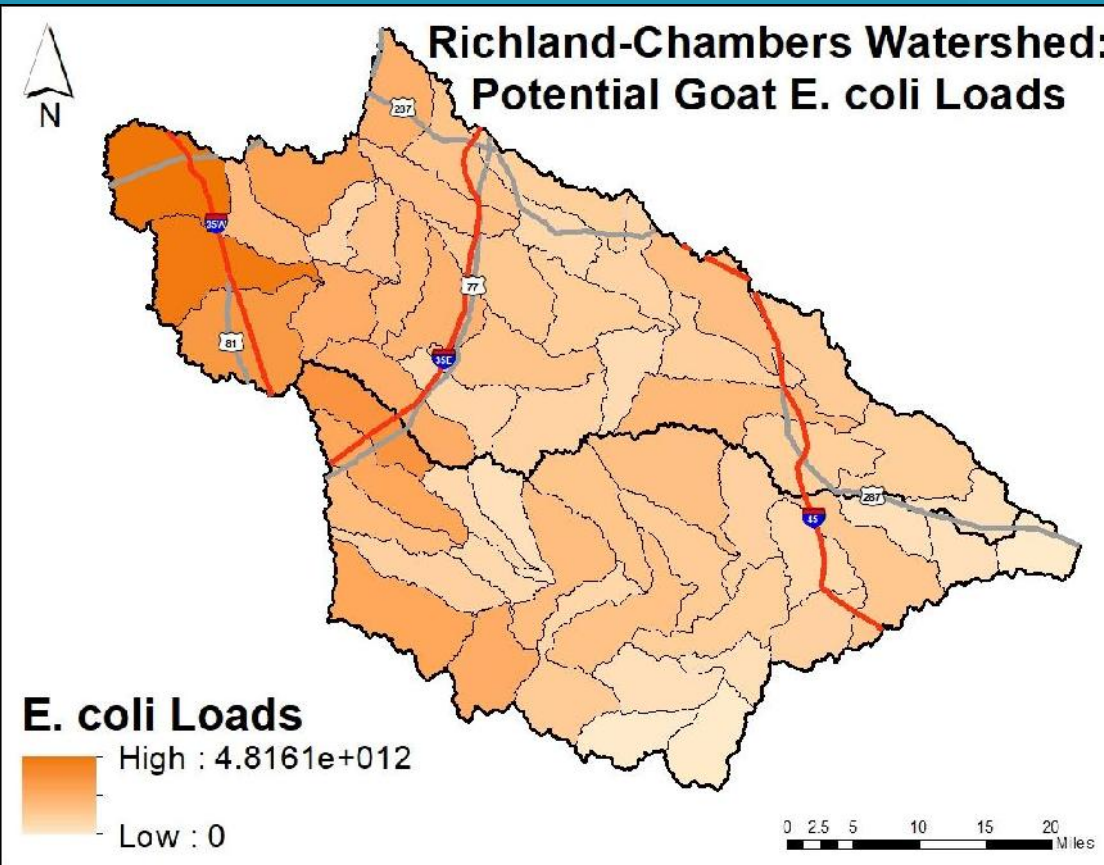 Richland-Chambers Watershed:
Potential Goat E. coli Loads
N
287
35W
77
81
35E
287
45
E. coli Loads
High : 4.8161e+012
Low : 0
0 2.5 5 10 15 20
Miles